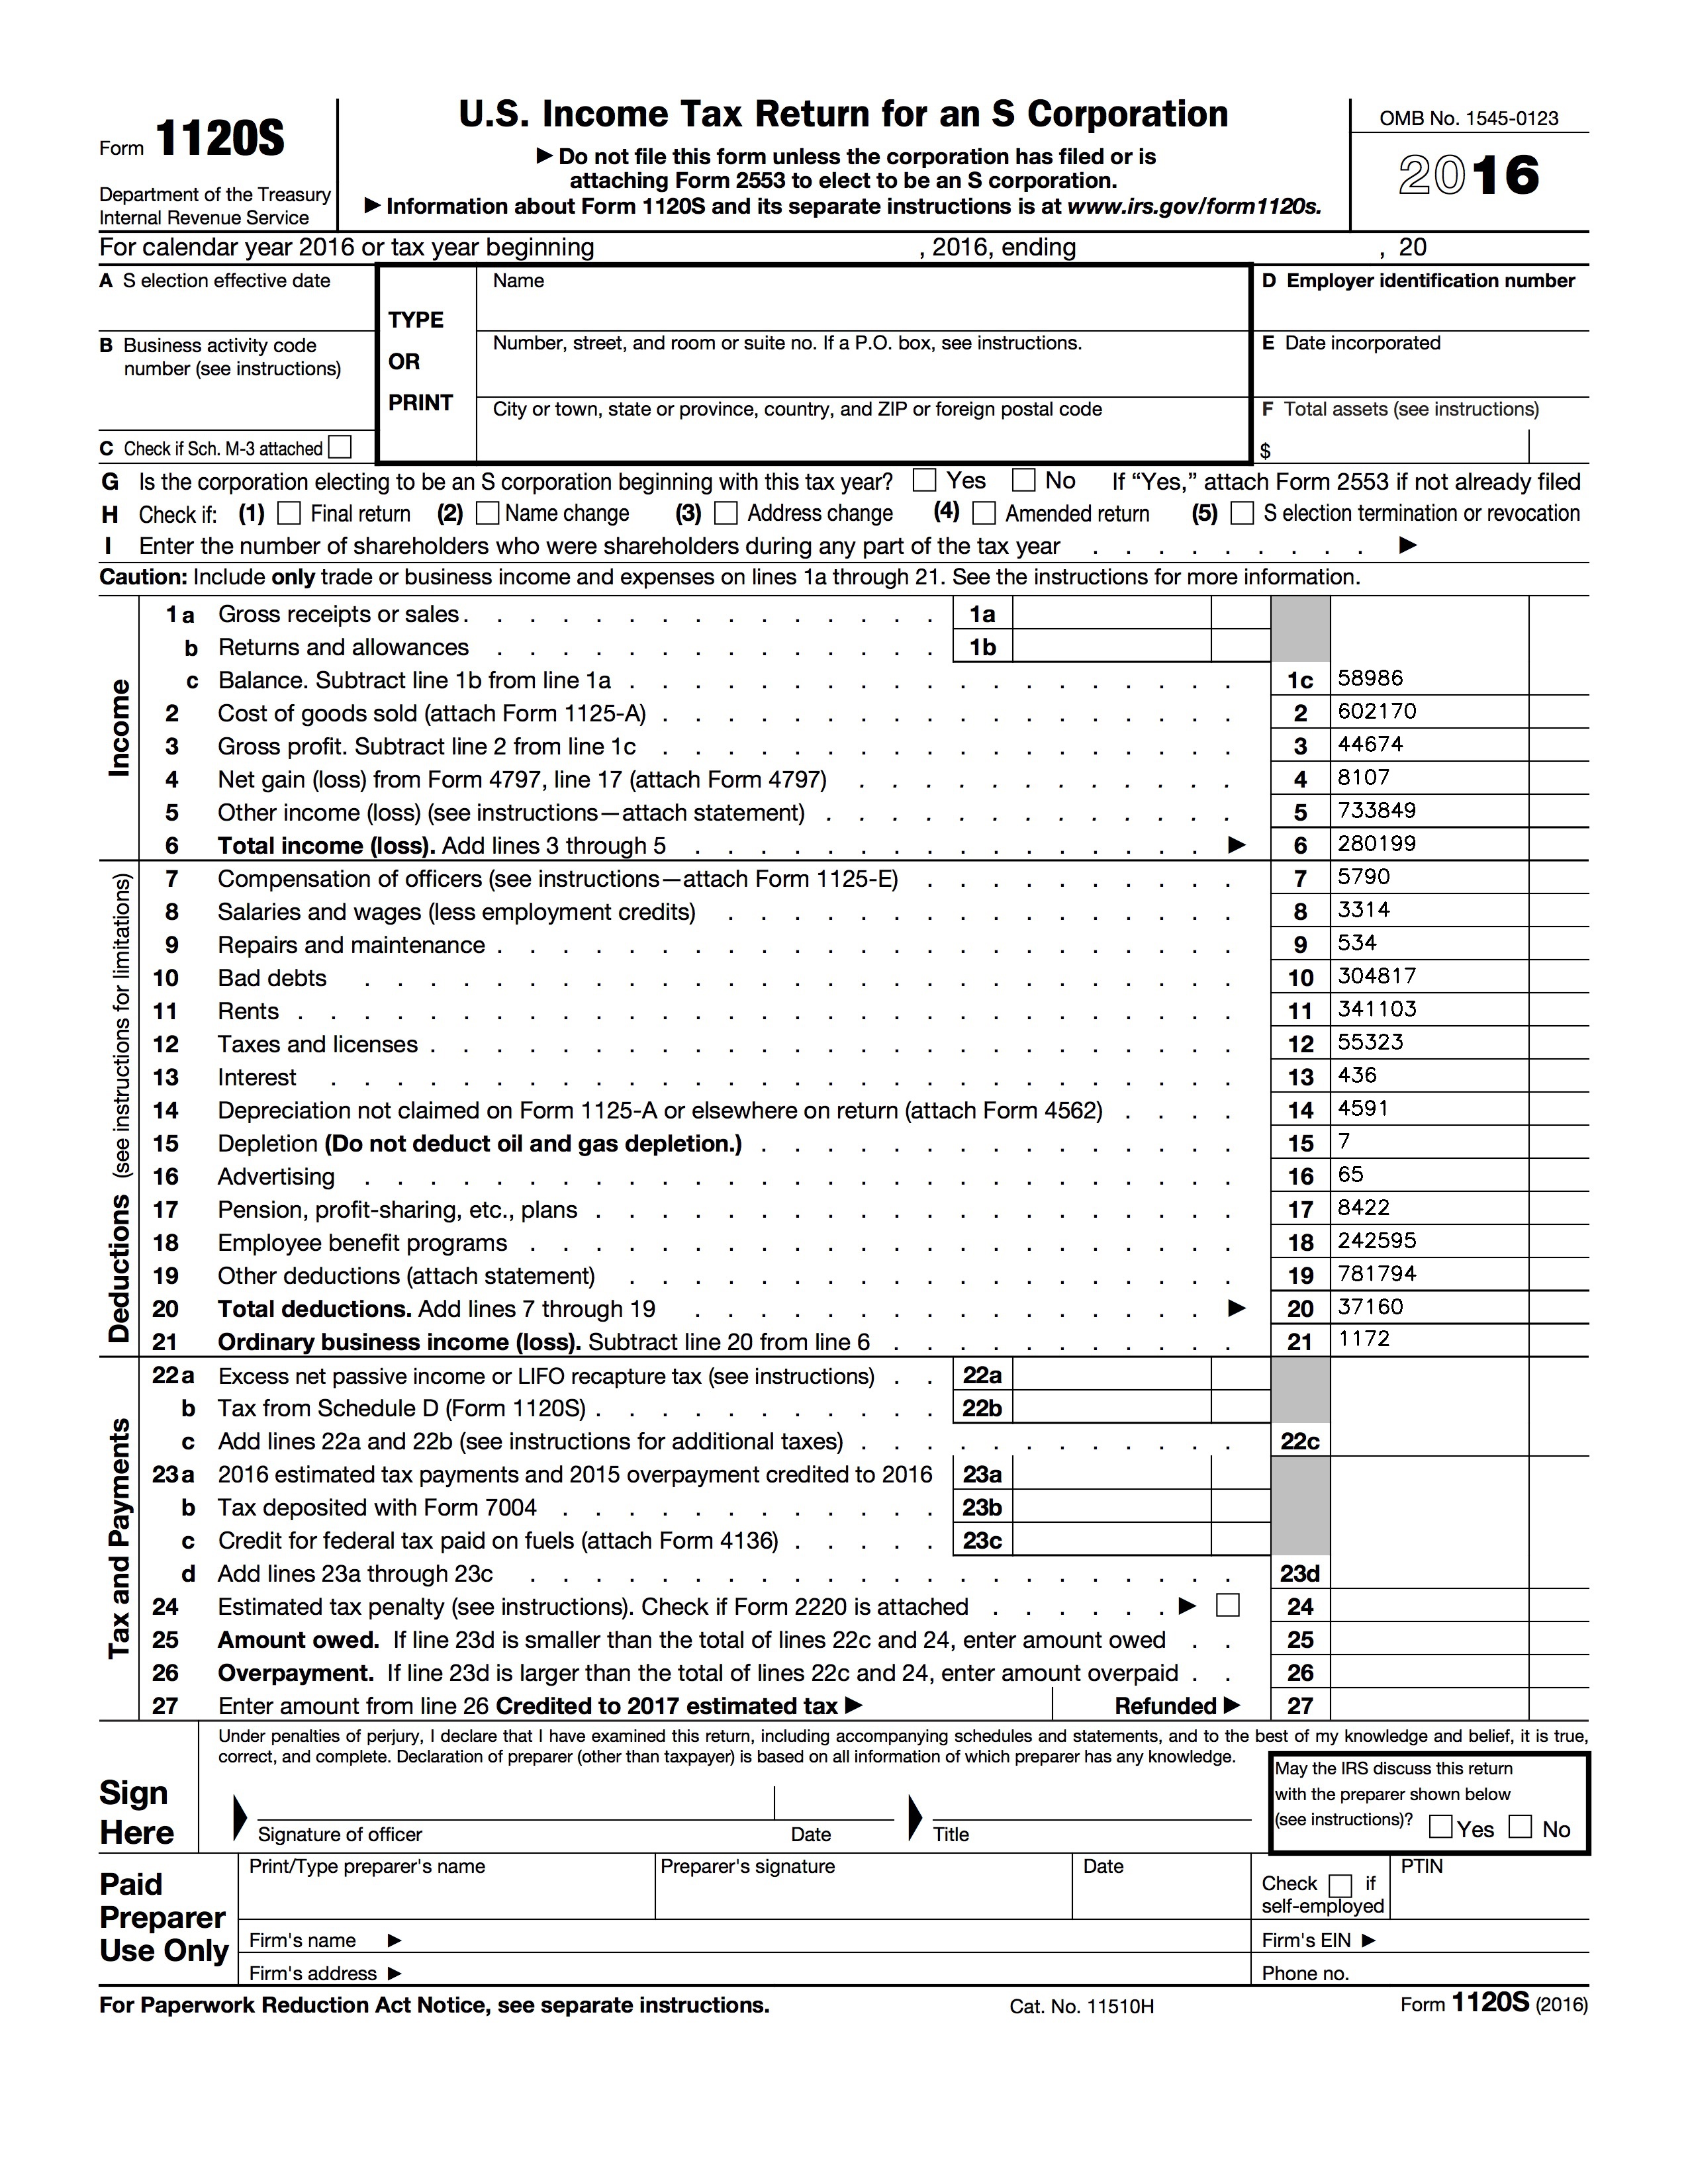 Form 1120S
Department of the Treasury
Internal Revenue Service
U.S. Income Tax Return for an S Corporation
▶ Do not file this form unless the corporation has filed or is
attaching Form 2553 to elect to be an S corporation.
▶ Information about Form 1120S and its separate instructions is at www.irs.gov/form1120s.
OMB No. 1545-0123
2016
For calendar year 2016 or tax year beginning , 2016, ending , 20
A S election effective date
B Business activity code
number (see instructions)
C Check if Sch. M-3 attached
TYPE
OR
PRINT
Name
Number, street, and room or suite no. If a P.O. box, see instructions.
City or town, state or province, country, and ZIP or foreign postal code
D Employer identification number
E Date incorporated
F Total assets (see instructions)
$
G Is the corporation electing to be an S corporation beginning with this tax year? Yes No If “Yes,” attach Form 2553 if not already filed
H Check if: (1) Final return (2) Name change (3) Address change (4) Amended return (5) S election termination or revocation
I Enter the number of shareholders who were shareholders during any part of the tax year . . . . . . . . . ▶
Caution: Include only trade or business income and expenses on lines 1a through 21. See the instructions for more information.
Income
1a Gross receipts or sales . . . . . . . . . . . . . . . 1a
b Returns and allowances . . . . . . . . . . . . . . 1b
c Balance. Subtract line 1b from line 1a . . . . . . . . . . . . . . . . . . . 1c 58986
2 Cost of goods sold (attach Form 1125-A) . . . . . . . . . . . . . . . . . . 2 602170
3 Gross profit. Subtract line 2 from line 1c . . . . . . . . . . . . . . . . . . 3 44674
4 Net gain (loss) from Form 4797, line 17 (attach Form 4797) . . . . . . . . . . . . 4 8107
5 Other income (loss) (see instructions—attach statement) . . . . . . . . . . . . . 5 733849
6 Total income (loss). Add lines 3 through 5 . . . . . . . . . . . . . . . . ▶ 6 280199
Deductions (see instructions for limitations)
7 Compensation of officers (see instructions—attach Form 1125-E) . . . . . . . . . . 7 5790
8 Salaries and wages (less employment credits) . . . . . . . . . . . . . . . . 8 3314
9 Repairs and maintenance . . . . . . . . . . . . . . . . . . . . . . . 9 534
10 Bad debts . . . . . . . . . . . . . . . . . . . . . . . . . . . 10 304817
11 Rents . . . . . . . . . . . . . . . . . . . . . . . . . . . . . 11 341103
12 Taxes and licenses . . . . . . . . . . . . . . . . . . . . . . . . . 12 55323
13 Interest . . . . . . . . . . . . . . . . . . . . . . . . . . . . 13 436
14 Depreciation not claimed on Form 1125-A or elsewhere on return (attach Form 4562) . . . . 14 4591
15 Depletion (Do not deduct oil and gas depletion.) . . . . . . . . . . . . . . . 15 7
16 Advertising . . . . . . . . . . . . . . . . . . . . . . . . . . . 16 65
17 Pension, profit-sharing, etc., plans . . . . . . . . . . . . . . . . . . . . 17 8422
18 Employee benefit programs . . . . . . . . . . . . . . . . . . . . . . 18 242595
19 Other deductions (attach statement) . . . . . . . . . . . . . . . . . . . 19 781794
20 Total deductions. Add lines 7 through 19 . . . . . . . . . . . . . . . . ▶ 20 37160
21 Ordinary business income (loss). Subtract line 20 from line 6 . . . . . . . . . . . 21 1172
Tax and Payments
22a Excess net passive income or LIFO recapture tax (see instructions) . . 22a
b Tax from Schedule D (Form 1120S) . . . . . . . . . . . 22b
c Add lines 22a and 22b (see instructions for additional taxes) . . . . . . . . . . . . 22c
23a 2016 estimated tax payments and 2015 overpayment credited to 2016 23a
b Tax deposited with Form 7004 . . . . . . . . . . . . 23b
c Credit for federal tax paid on fuels (attach Form 4136) . . . . . 23c
d Add lines 23a through 23c . . . . . . . . . . . . . . . . . . . . . . 23d
24 Estimated tax penalty (see instructions). Check if Form 2220 is attached . . . . . . ▶ 24
25 Amount owed. If line 23d is smaller than the total of lines 22c and 24, enter amount owed . . 25
26 Overpayment. If line 23d is larger than the total of lines 22c and 24, enter amount overpaid . . 26
27 Enter amount from line 26 Credited to 2017 estimated tax ▶ Refunded ▶ 27
Sign
Here
Under penalties of perjury, I declare that I have examined this return, including accompanying schedules and statements, and to the best of my knowledge and belief, it is true,
correct, and complete. Declaration of preparer (other than taxpayer) is based on all information of which preparer has any knowledge.
Signature of officer
Date
Title
May the IRS discuss this return
with the preparer shown below
(see instructions)? Yes No
Paid
Preparer
Use Only
Print/Type preparer's name
Preparer's signature
Date
Check if
self-employed
PTIN
Firm's name ▶
Firm's EIN ▶
Firm's address ▶
Phone no.
For Paperwork Reduction Act Notice, see separate instructions.
Cat. No. 11510H
Form 1120S (2016)